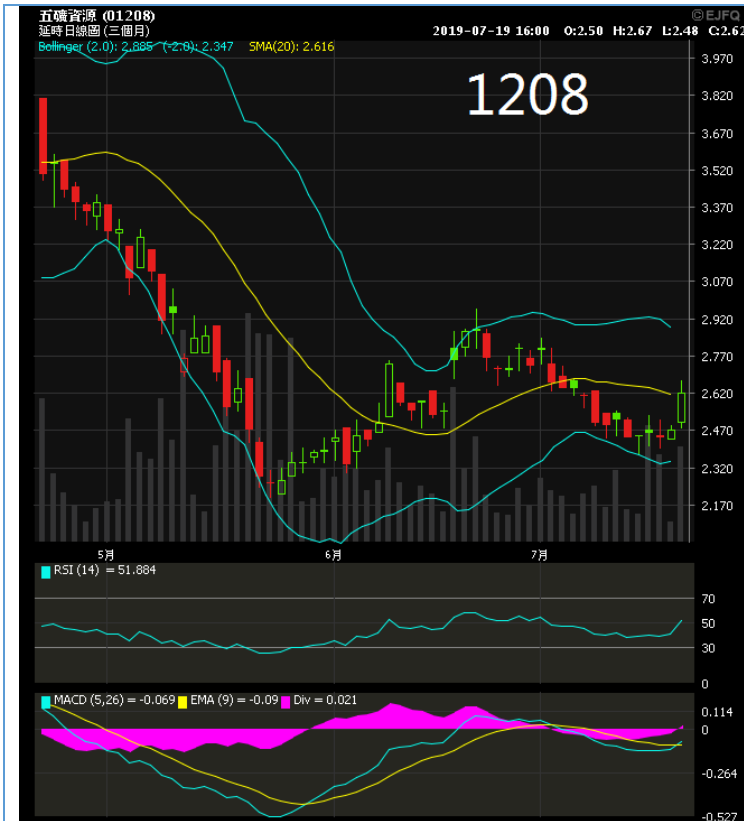 五礦資源 (01208)
©EJFQ
延時日線圖 (三個月)
2019-07-19 16:00 O:2.50 H:2.67 L:2.48 C:2.62
Bollinger (2.0): 2.885 (-2.0): 2.347 SMA(20): 2.616
1208
3.970
3.820
3.670
3.520
3.370
3.220
3.070
2.920
2.770
2.620
2.470
2.320
2.170
5月 6月 7月
RSI (14) = 51.884
70
50
30
0
MACD (5,26) = -0.069 EMA (9) = -0.09 Div = 0.021
0.114
0
-0.264
-0.527